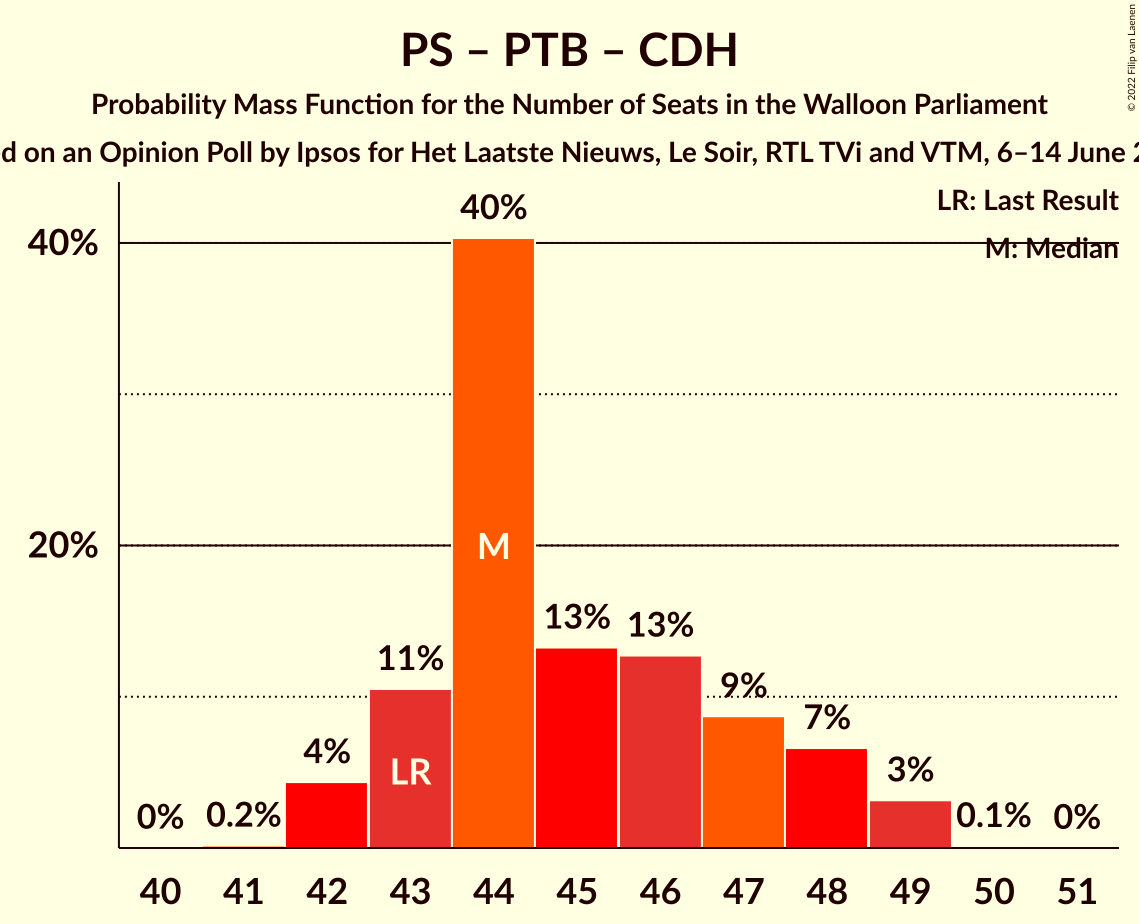 PS – PTB – CDH
Probability Mass Function for the Number of Seats in the Walloon Parliament
d on an Opinion Poll by Ipsos for Het Laatste Nieuws, Le Soir, RTL TVi and VTM, 6–14 June
© 2022 Filip van Laenen
LR: Last Result
M: Median
40%
20%
0%
0.2%
4%
11%
40%
13%
13%
9%
7%
3%
0.1%
0%
LR
M
40 41 42 43 44 45 46 47 48 49 50 51